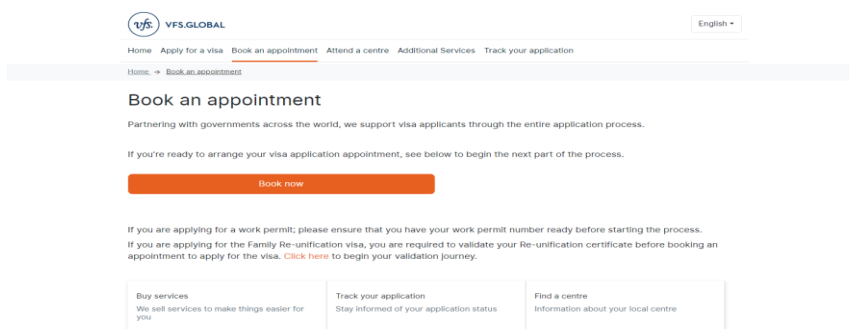 vfs. VFS.GLOBAL
English
Home Apply for a visa Book an appointment Attend a centre Additional Services Track your application
Home → Book an appointment
Book an appointment
Partnering with governments across the world, we support visa applicants through the entire application process.
If you're ready to arrange your visa application appointment, see below to begin the next part of the process.
Book now
If you are applying for a work permit; please ensure that you have your work permit number ready before starting the process.
If you are applying for the Family Re-unification visa, you are required to validate your Re-unification certificate before booking an
appointment to apply for the visa. Click here to begin your validation journey.
Buy services
We sell services to make things easier for
you
Track your application
Stay informed of your application status
Find a centre
Information about your local centre